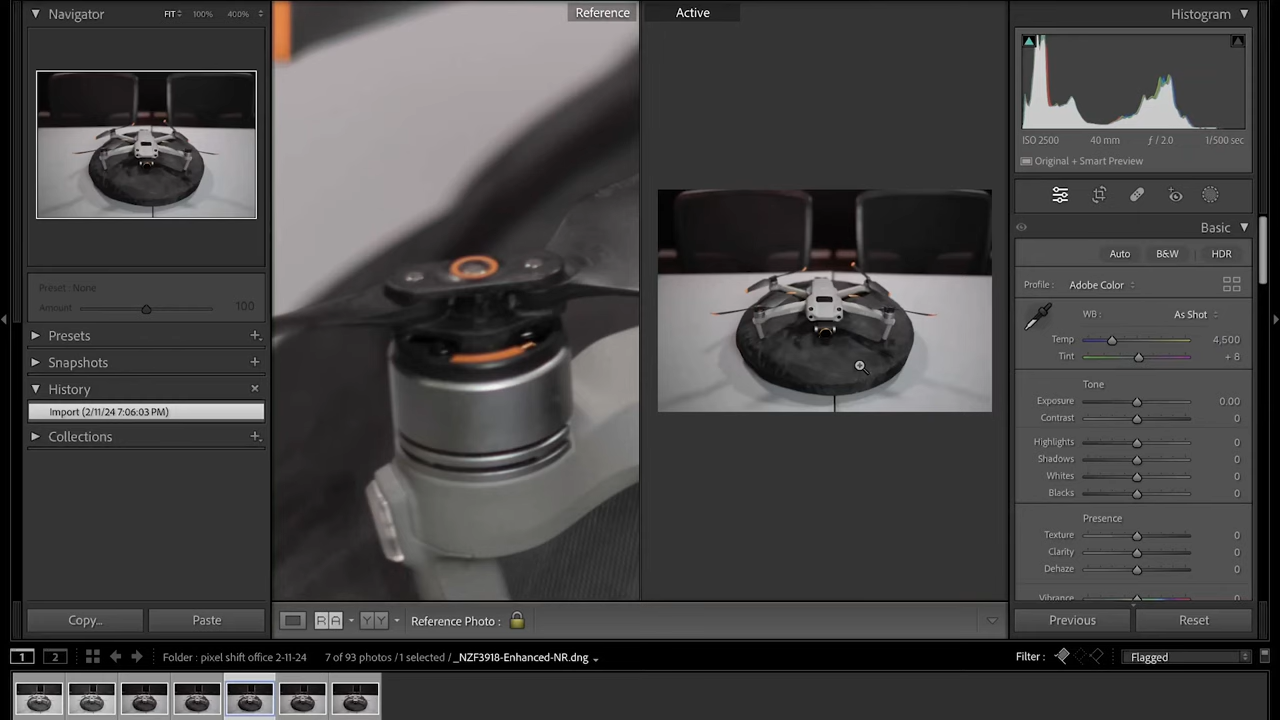 Navigator
FIT
100%
400%
Preset: None
Amount
100
Presets
Snapshots
History
Import (2/11/24 7:06:03 PM)
Collections
Copy...
Paste
Reference
Active
RA
YY
Reference Photo :
Histogram
ISO 2500
40 mm
ƒ / 2.0
1/500 sec
Original + Smart Preview
Basic
Auto
B&W
HDR
Profile :
Adobe Color
WB :
As Shot
Temp
4,500
Tint
+ 8
Tone
Exposure
0.00
Contrast
0
Highlights
0
Shadows
0
Whites
0
Blacks
0
Presence
Texture
0
Clarity
0
Dehaze
0
Vibrance
0
Previous
Reset
1
2
Folder : pixel shift office 2-11-24
7 of 93 photos / 1 selected / _NZF3918-Enhanced-NR.dng
Filter :
Flagged